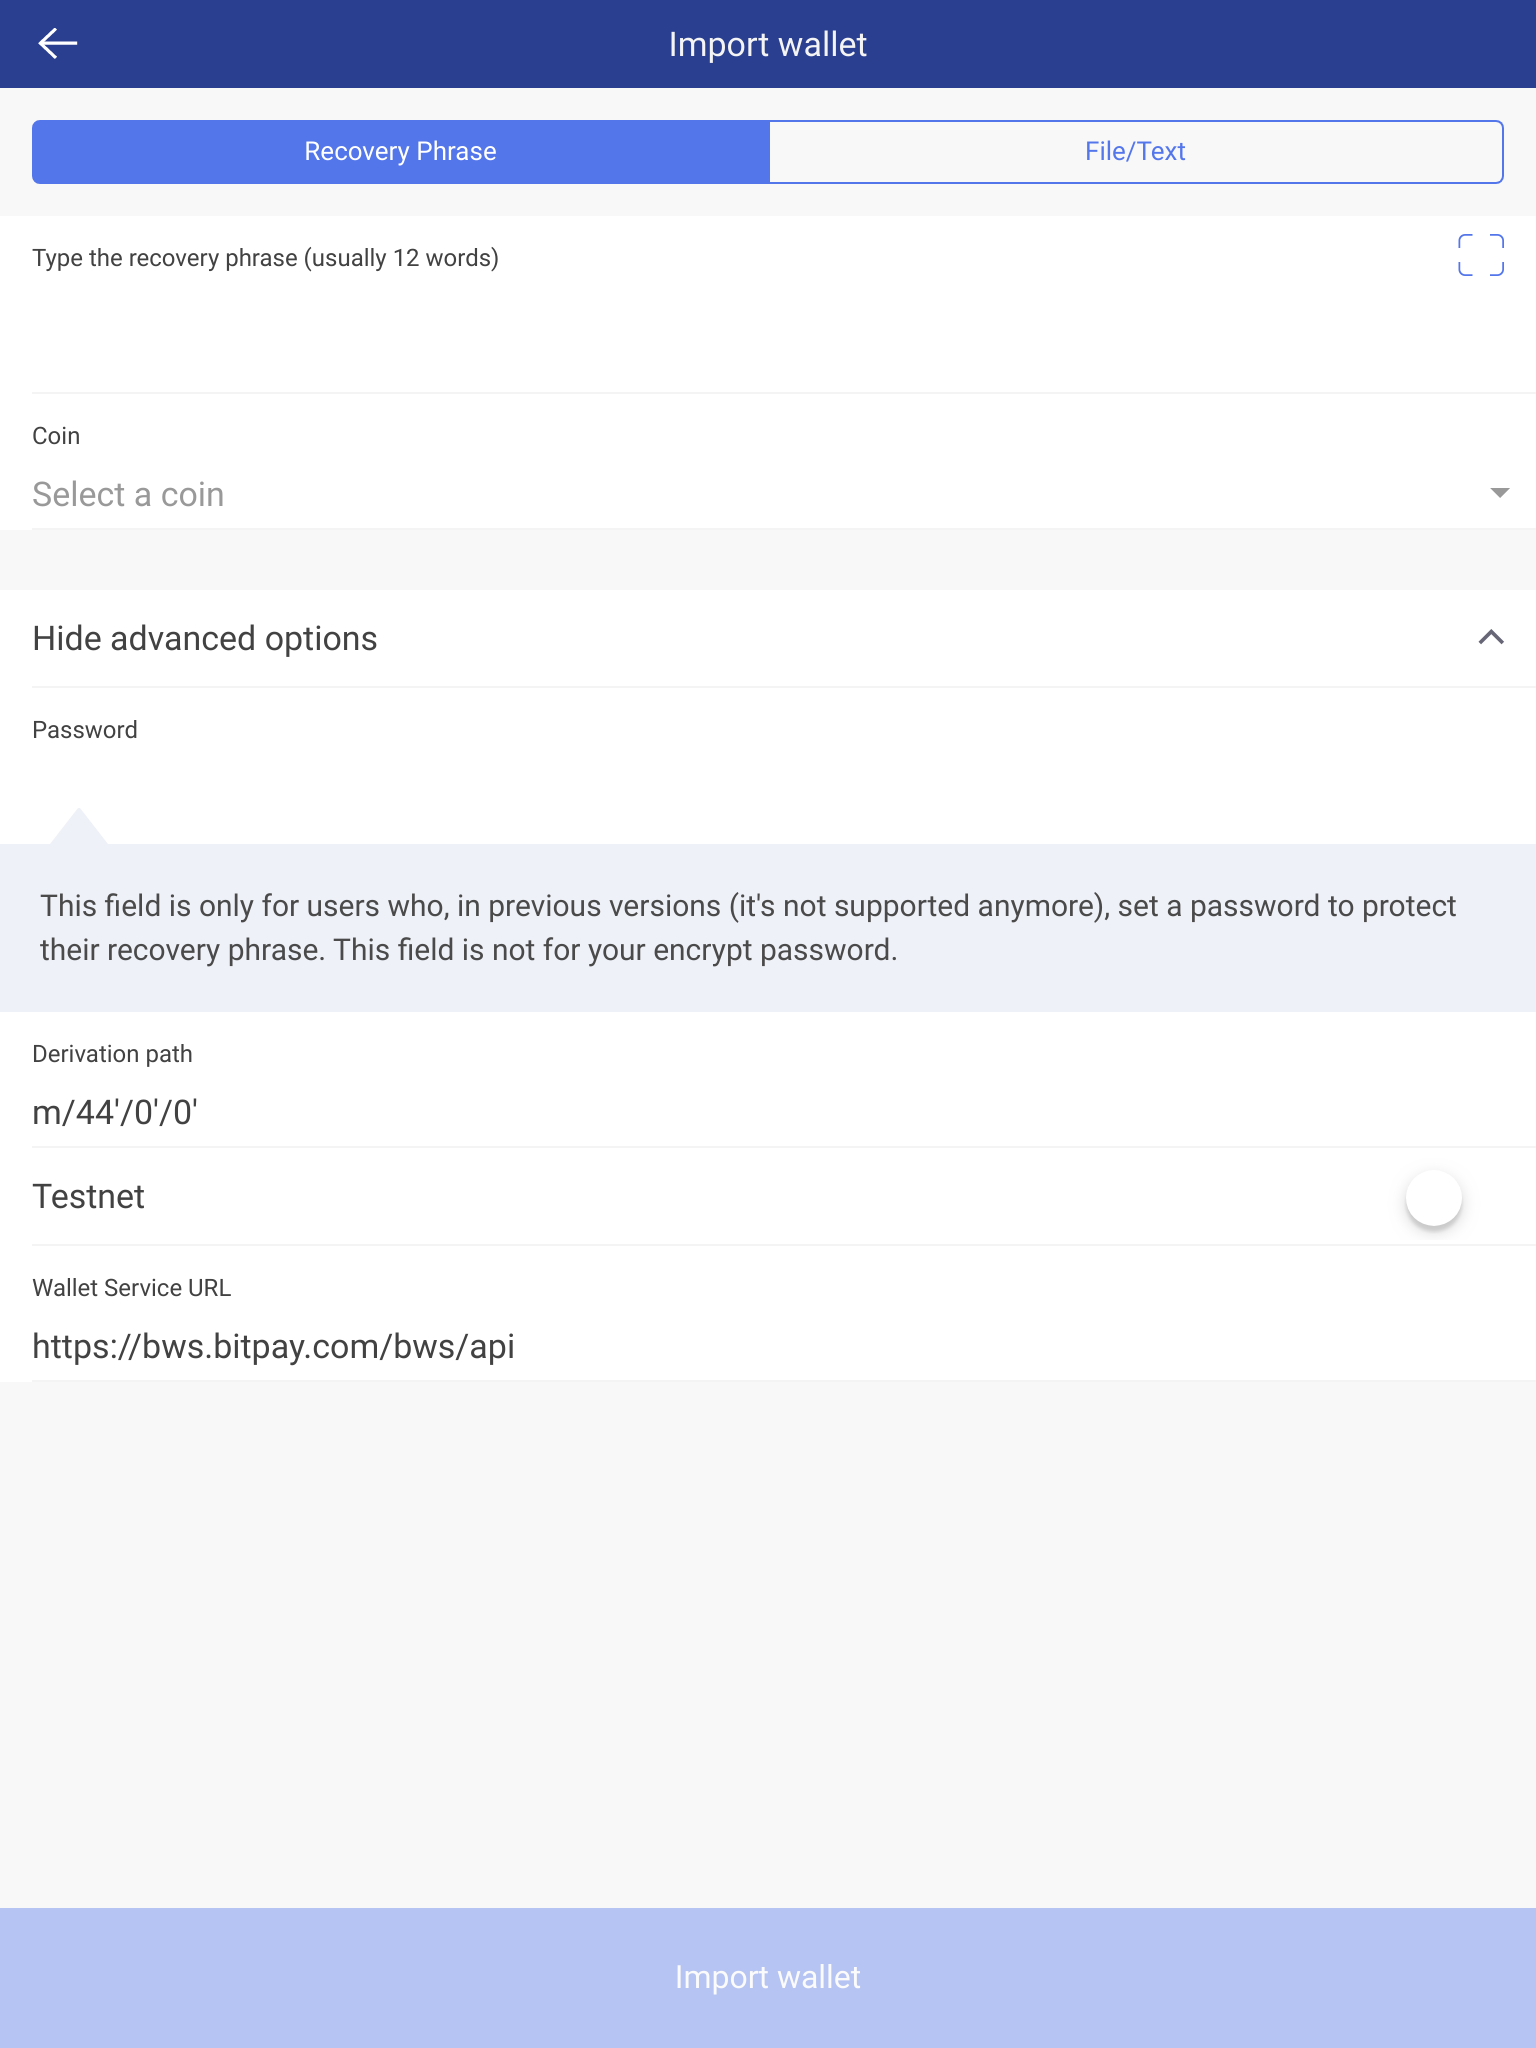 Import wallet
Recovery Phrase
File/Text
Type the recovery phrase (usually 12 words)
Coin
Select a coin
Hide advanced options
Password
This field is only for users who, in previous versions (it's not supported anymore), set a password to protect
their recovery phrase. This field is not for your encrypt password.
Derivation path
m/44'/0'/0'
Testnet
Wallet Service URL
https://bws.bitpay.com/bws/api
Import wallet